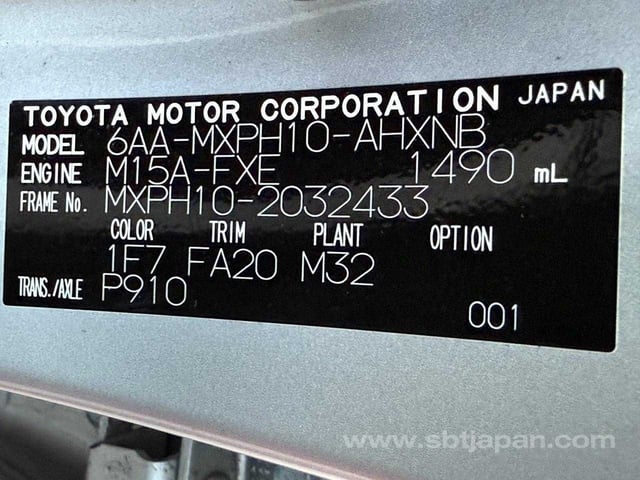 TOYOTA MOTOR CORPORATION JAPAN
MODEL 6AA-MXPH10-AHXNB
ENGINE M15A-FXE 1490 mL
FRAME No. MXPH10-2032433
COLOR TRIM PLANT OPTION
1F7 FA20 M32
TRANS./AXLE P910
001
www.sbtjapan.com